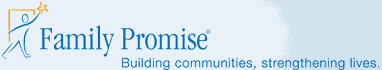 Family Promise®
Building communities, strengthening lives.